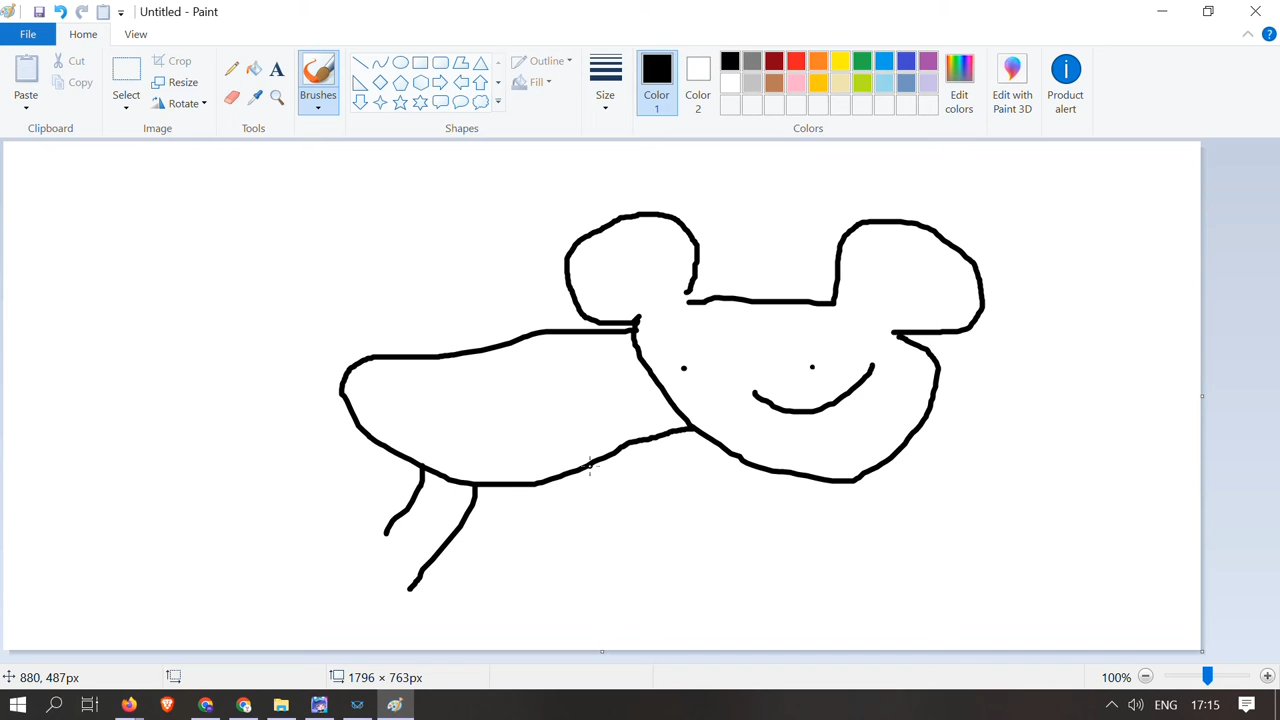 Untitled - Paint
File Home View
Paste
Cut
Copy
Clipboard
Select
Crop
Resize
Rotate
Image
A
Tools
Brushes
Outline
Fill
Shapes
Size
Color
1
Color
2
Edit
colors
Colors
Edit with
Paint 3D
Product
alert
880, 487px
1796 × 763px
100%
ENG 17:15